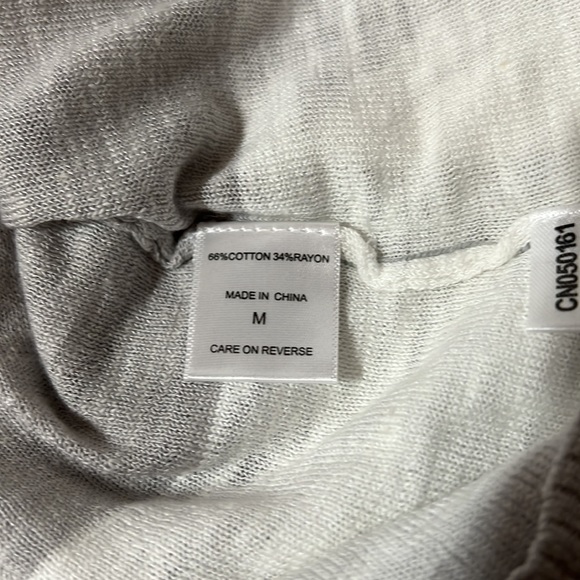 66%COTTON 34%RAYON
MADE IN CHINA
M
CARE ON REVERSE
CN050161